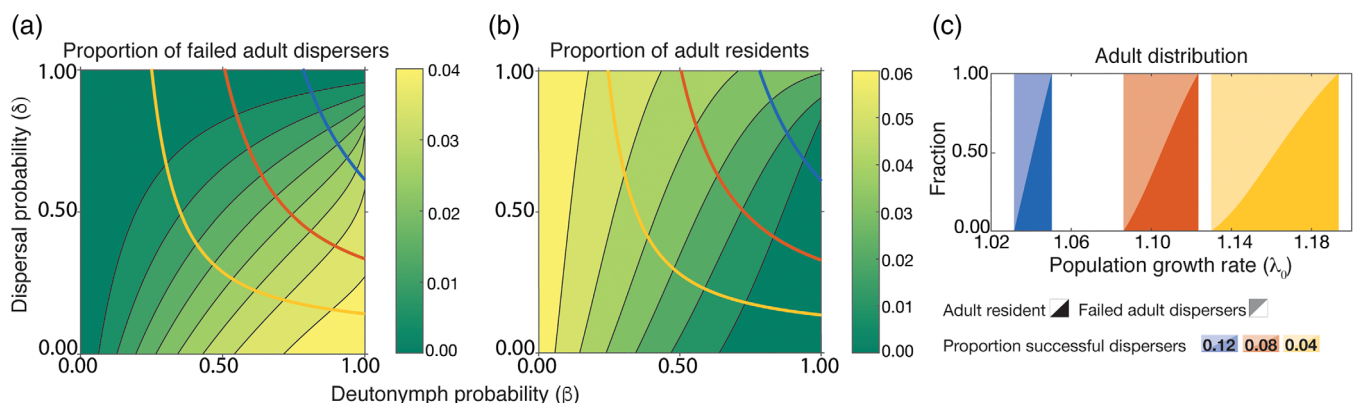 (a)
Proportion of failed adult dispersers
1.00
0.50
0.00
0.00 0.50 1.00
Dispersal probability (δ)
0.04
0.03
0.02
0.01
0.00
(b)
Proportion of adult residents
1.00
0.50
0.00
0.00 0.50 1.00
0.06
0.05
0.04
0.03
0.02
0.01
0.00
Deutonymph probability (β)
(c)
Adult distribution
Fraction
1.00
0.50
0.00
1.02 1.06 1.10 1.14 1.18
Population growth rate (λ₀)
Adult resident Failed adult dispersers
Proportion successful dispersers 0.12 0.08 0.04